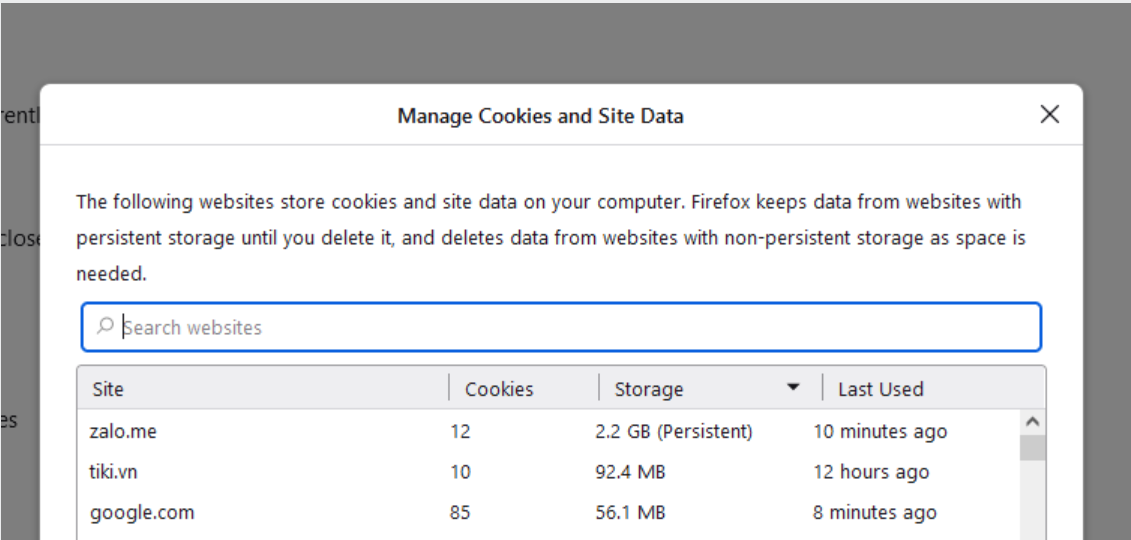 rentl
Manage Cookies and Site Data
The following websites store cookies and site data on your computer. Firefox keeps data from websites with
close
persistent storage until you delete it, and deletes data from websites with non-persistent storage as space is
needed.
Search websites
Site Cookies Storage Last Used
es
zalo.me 12 2.2 GB (Persistent) 10 minutes ago
tiki.vn 10 92.4 MB 12 hours ago
google.com 85 56.1 MB 8 minutes ago